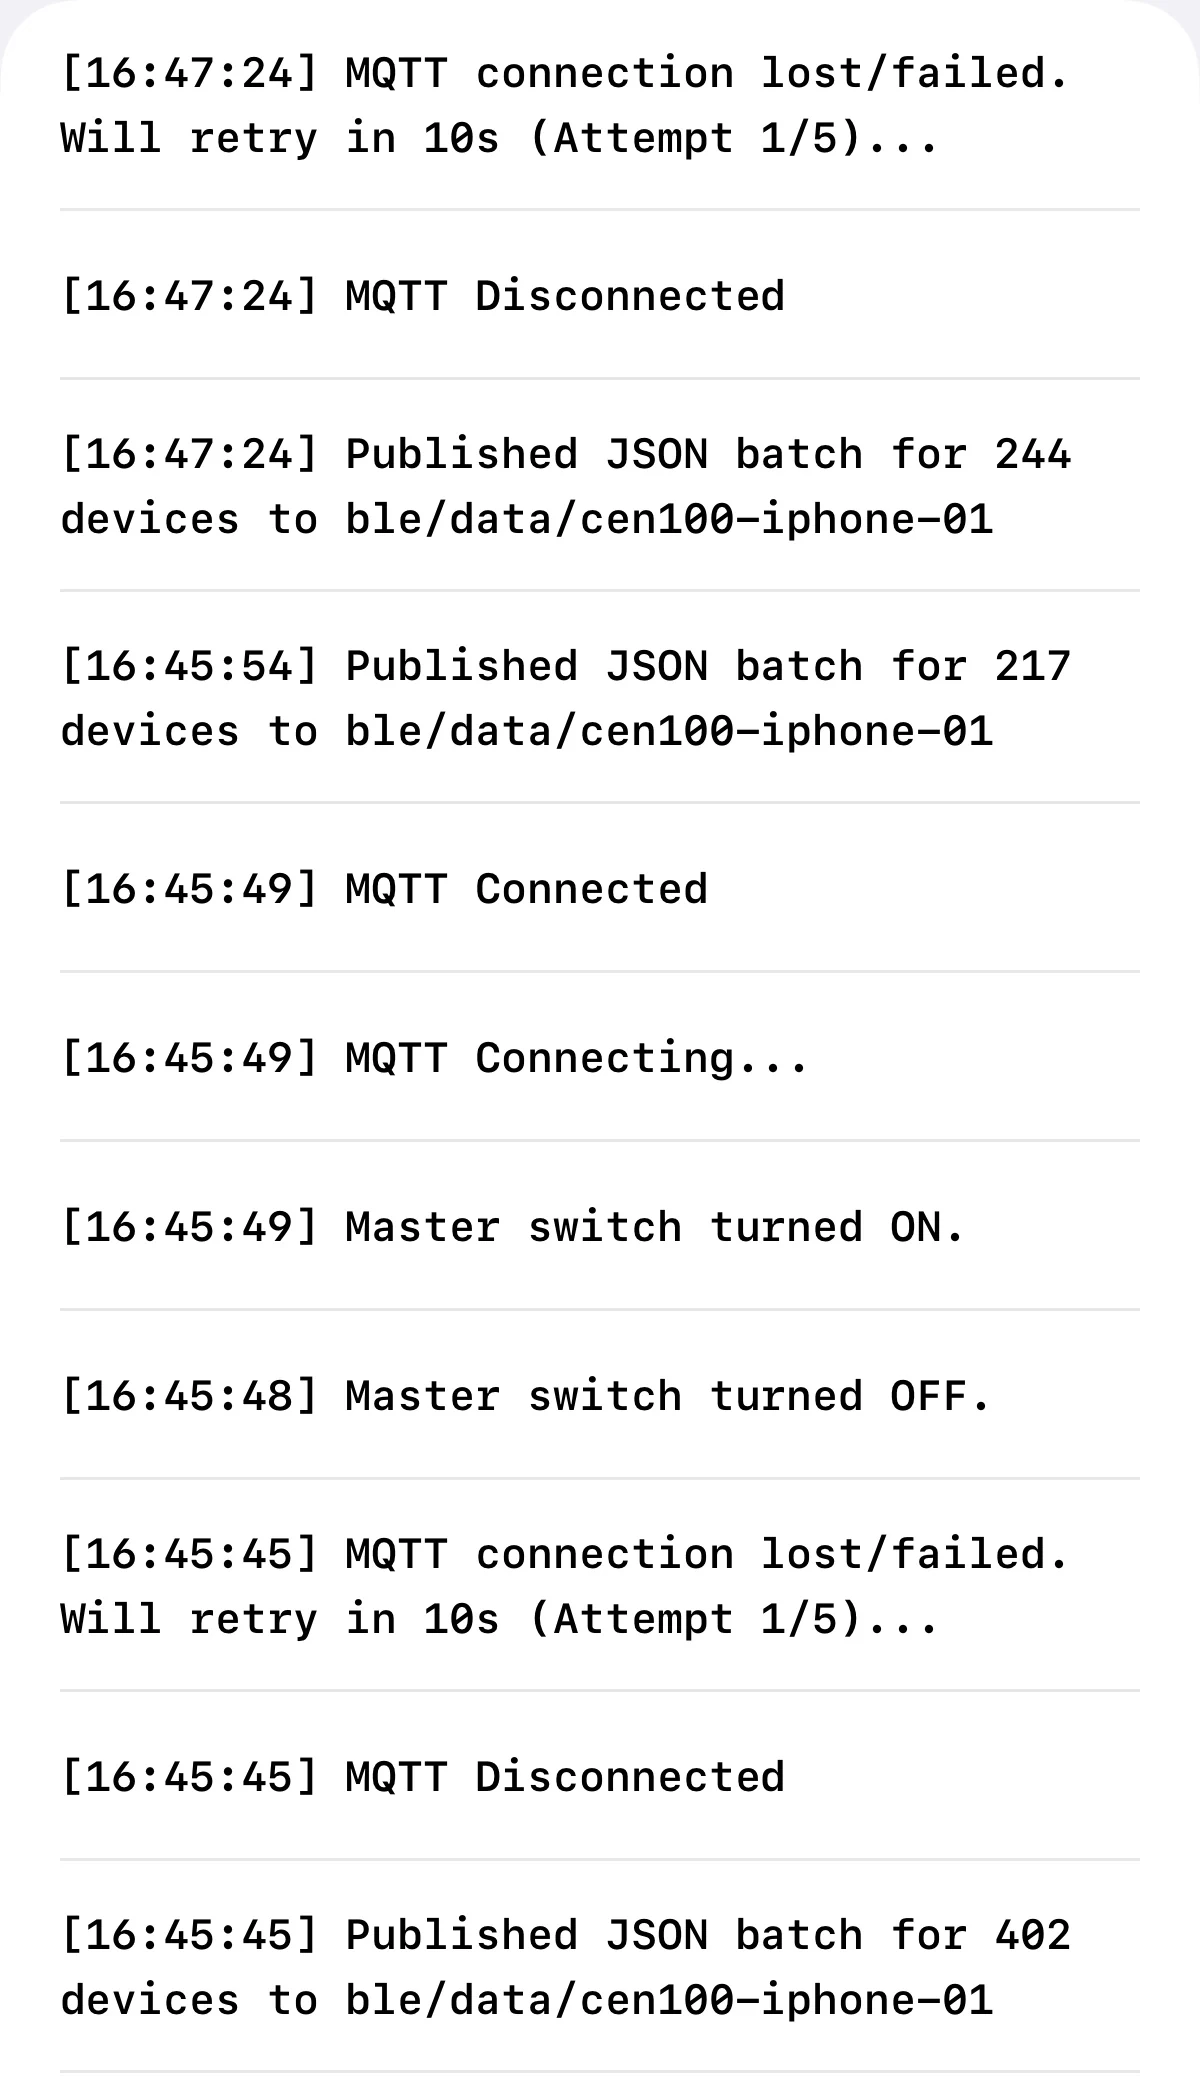 [16:47:24] MQTT connection lost/failed.
Will retry in 10s (Attempt 1/5)...
[16:47:24] MQTT Disconnected
[16:47:24] Published JSON batch for 244
devices to ble/data/cen100-iphone-01
[16:45:54] Published JSON batch for 217
devices to ble/data/cen100-iphone-01
[16:45:49] MQTT Connected
[16:45:49] MQTT Connecting...
[16:45:49] Master switch turned ON.
[16:45:48] Master switch turned OFF.
[16:45:45] MQTT connection lost/failed.
Will retry in 10s (Attempt 1/5)...
[16:45:45] MQTT Disconnected
[16:45:45] Published JSON batch for 402
devices to ble/data/cen100-iphone-01